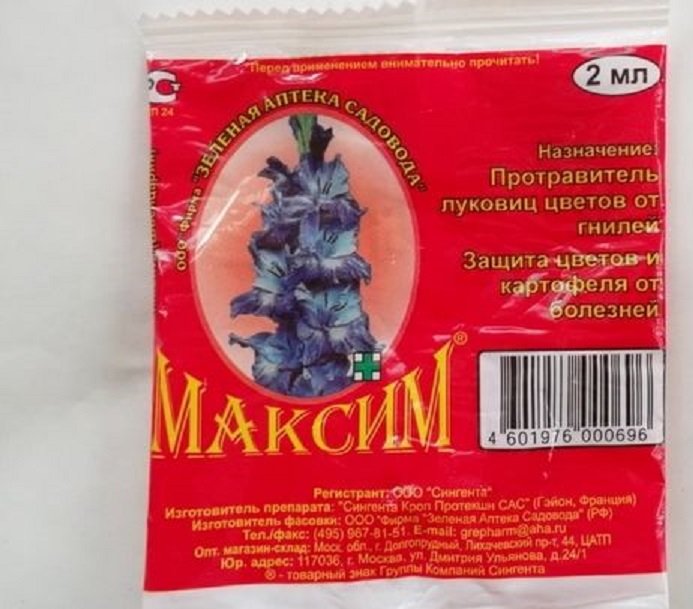 Перед применением внимательно прочитать!
2 мл
П 24
ООО Фирма "ЗЕЛЕНАЯ АПТЕКА САДОВОДА"
Назначение:
Протравитель
луковиц цветов от
гнилей
Защита цветов и
картофеля от
болезней
МАКСИМ®
4 601976 000696
Регистрант: ООО "Сингента"
Изготовитель препарата: "Сингента Кроп Протекшн САС" (Гэйон, Франция)
Изготовитель фасовки: ООО "Фирма "Зеленая Аптека Садовода" (РФ)
Тел./факс: (495) 967-81-51. E-mail: grepharm@aha.ru
Опт. магазин-склад: Моск. обл., г. Долгопрудный, Лихачевский пр-т, 44, ЦАТП
Юр. адрес: 117036, г. Москва, ул. Дмитрия Ульянова, д.24/1
® - товарный знак Группы Компаний Сингента